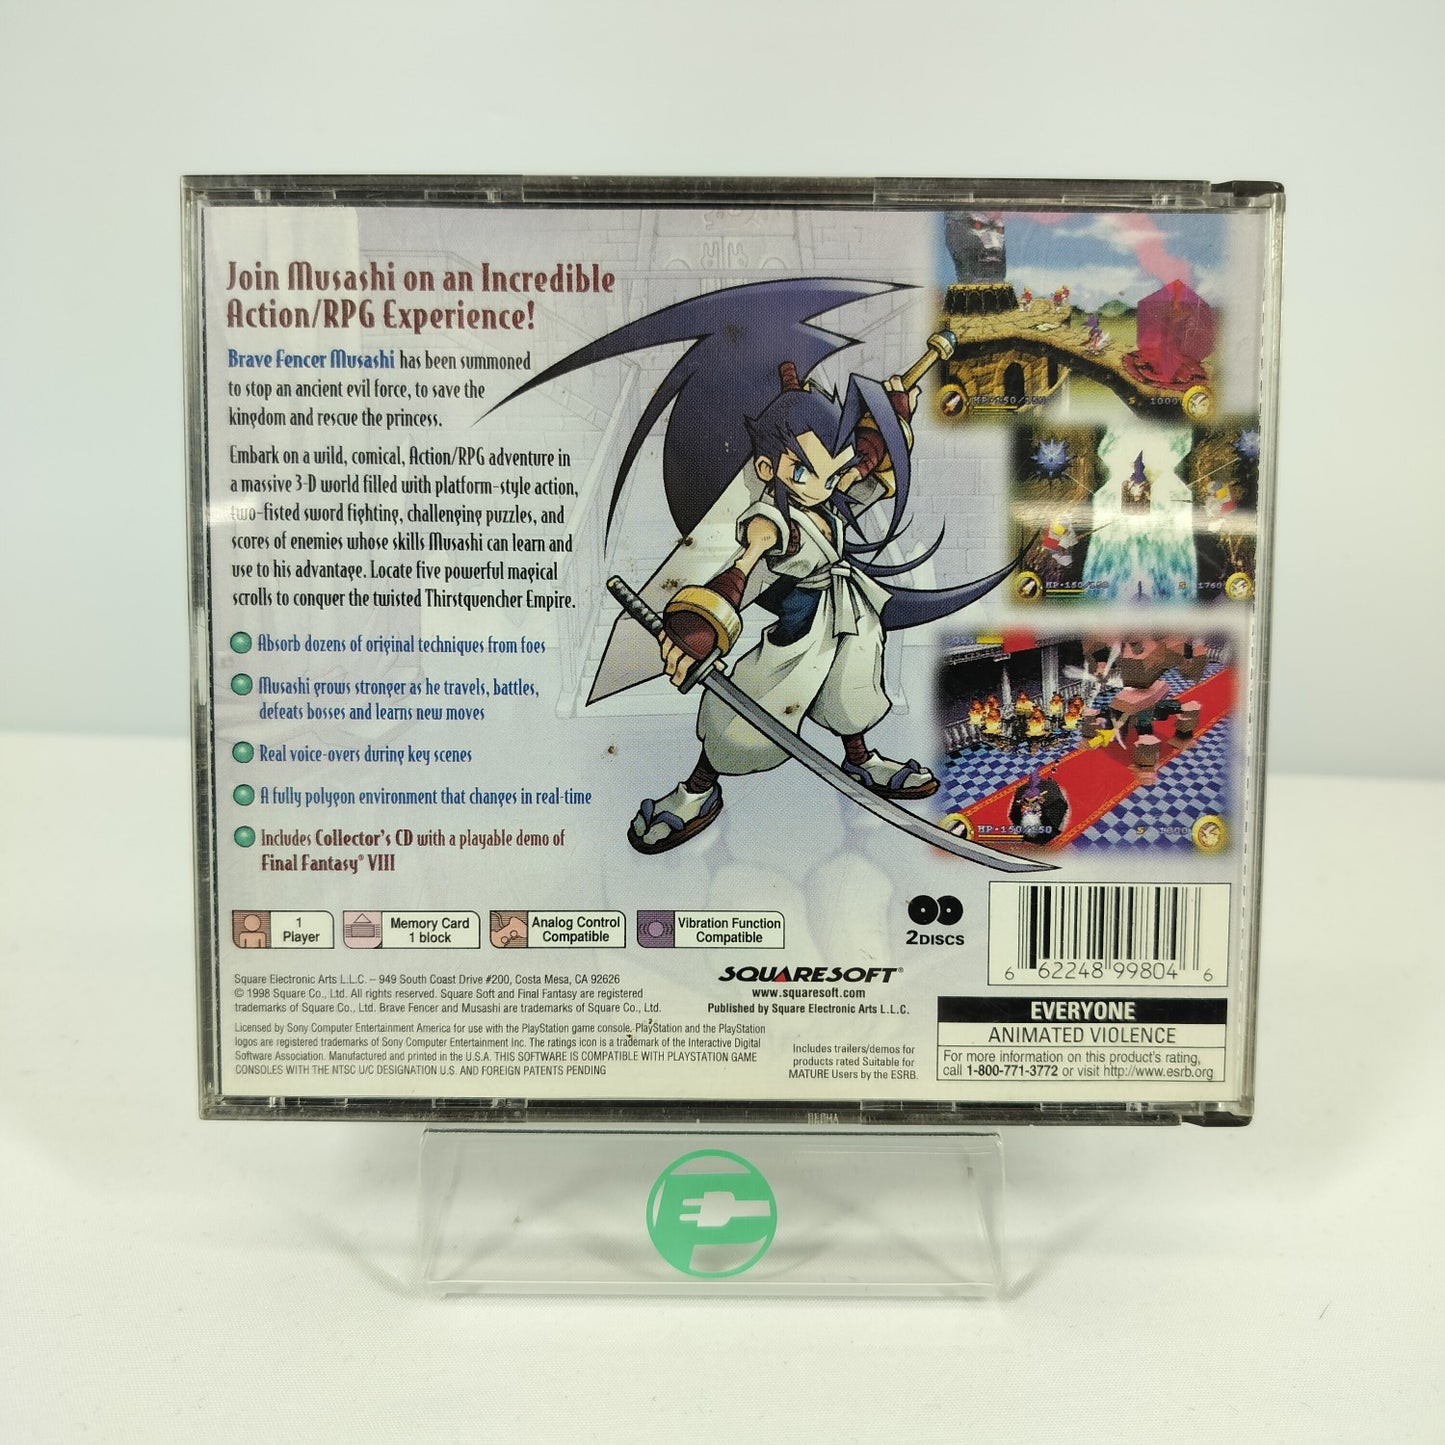 Join Musashi on an Incredible
Action/RPG Experience!
Brave Fencer Musashi has been summoned
to stop an ancient evil force, to save the
kingdom and rescue the princess.
Embark on a wild, comical, Action/RPG adventure in
a massive 3-D world filled with platform-style action,
two-fisted sword fighting, challenging puzzles, and
scores of enemies whose skills Musashi can learn and
use to his advantage. Locate five powerful magical
scrolls to conquer the twisted Thirstquencher Empire.
Absorb dozens of original techniques from foes
Musashi grows stronger as he travels, battles,
defeats bosses and learns new moves
Real voice-overs during key scenes
A fully polygon environment that changes in real-time
Includes Collector's CD with a playable demo of
Final Fantasy® VIII
HP-150/150
1000
HP-150/150
1760
HP-150/150
1000
1
Player
Memory Card
1 block
Analog Control
Compatible
Vibration Function
Compatible
2DISCS
6 62248 99804 6
Square Electronic Arts L.L.C. – 949 South Coast Drive #200, Costa Mesa, CA 92626
© 1998 Square Co., Ltd. All rights reserved. Square Soft and Final Fantasy are registered
trademarks of Square Co., Ltd. Brave Fencer and Musashi are trademarks of Square Co., Ltd.
Licensed by Sony Computer Entertainment America for use with the PlayStation game console. PlayStation and the PlayStation
logos are registered trademarks of Sony Computer Entertainment Inc. The ratings icon is a trademark of the Interactive Digital
Software Association. Manufactured and printed in the U.S.A. THIS SOFTWARE IS COMPATIBLE WITH PLAYSTATION GAME
CONSOLES WITH THE NTSC U/C DESIGNATION U.S. AND FOREIGN PATENTS PENDING
SQUARESOFT®
www.squaresoft.com
Published by Square Electronic Arts L.L.C.
Includes trailers/demos for
products rated Suitable for
MATURE Users by the ESRB.
EVERYONE
ANIMATED VIOLENCE
For more information on this product's rating,
call 1-800-771-3772 or visit http://www.esrb.org